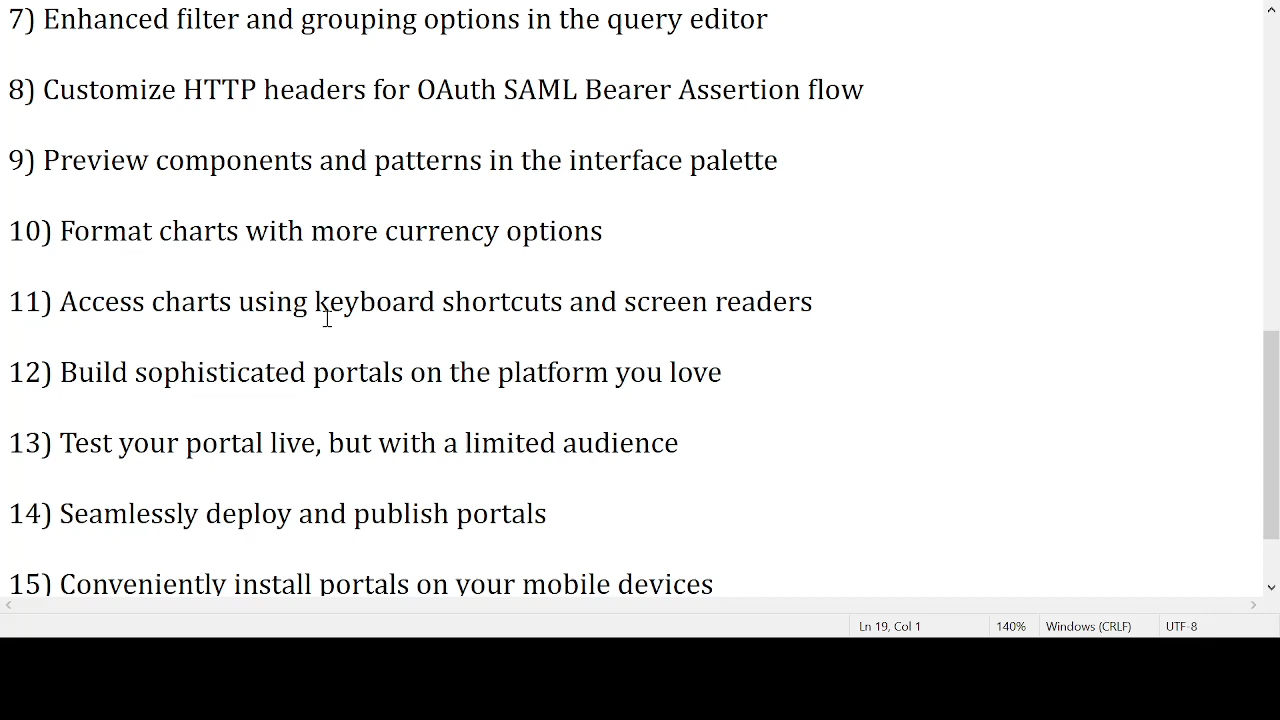 7) Enhanced filter and grouping options in the query editor
8) Customize HTTP headers for OAuth SAML Bearer Assertion flow
9) Preview components and patterns in the interface palette
10) Format charts with more currency options
11) Access charts using keyboard shortcuts and screen readers
12) Build sophisticated portals on the platform you love
13) Test your portal live, but with a limited audience
14) Seamlessly deploy and publish portals
15) Conveniently install portals on your mobile devices
Ln 19, Col 1 140% Windows (CRLF) UTF-8